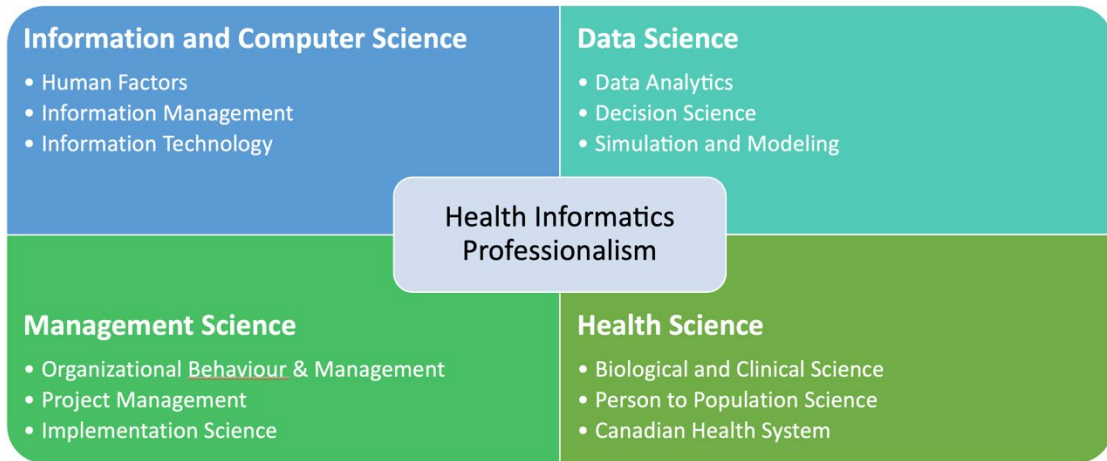 Information and Computer Science
• Human Factors
• Information Management
• Information Technology
Data Science
• Data Analytics
• Decision Science
• Simulation and Modeling
Health Informatics
Professionalism
Management Science
• Organizational Behaviour & Management
• Project Management
• Implementation Science
Health Science
• Biological and Clinical Science
• Person to Population Science
• Canadian Health System